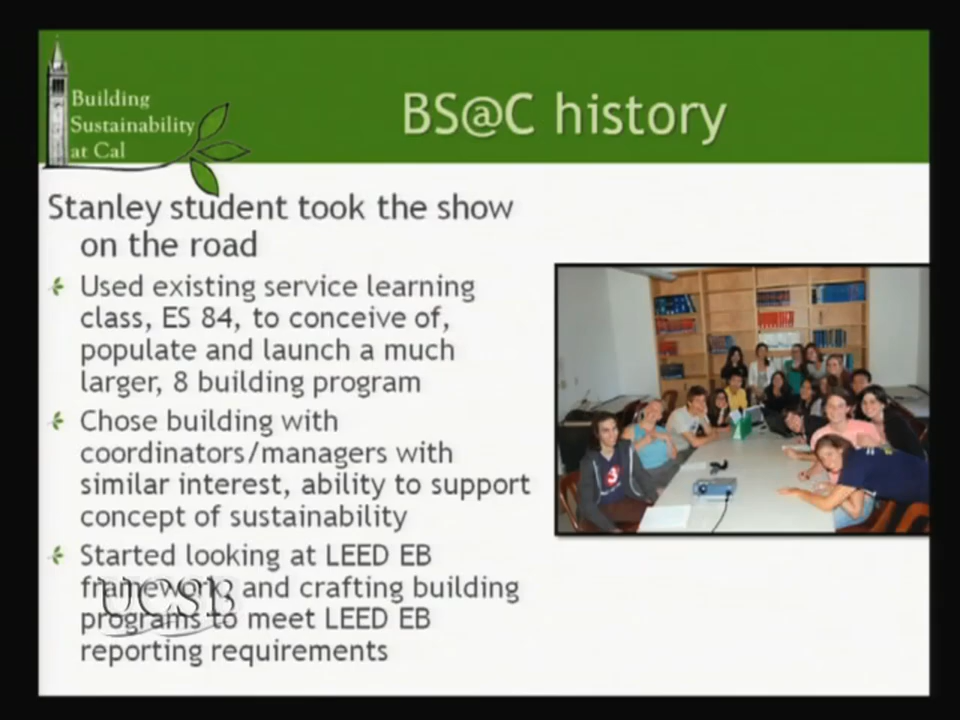 Building
Sustainability
at Cal
BS@C history
Stanley student took the show
on the road
Used existing service learning
class, ES 84, to conceive of,
populate and launch a much
larger, 8 building program
Chose building with
coordinators/managers with
similar interest, ability to support
concept of sustainability
Started looking at LEED EB
framework, and crafting building
programs to meet LEED EB
reporting requirements
UCSB